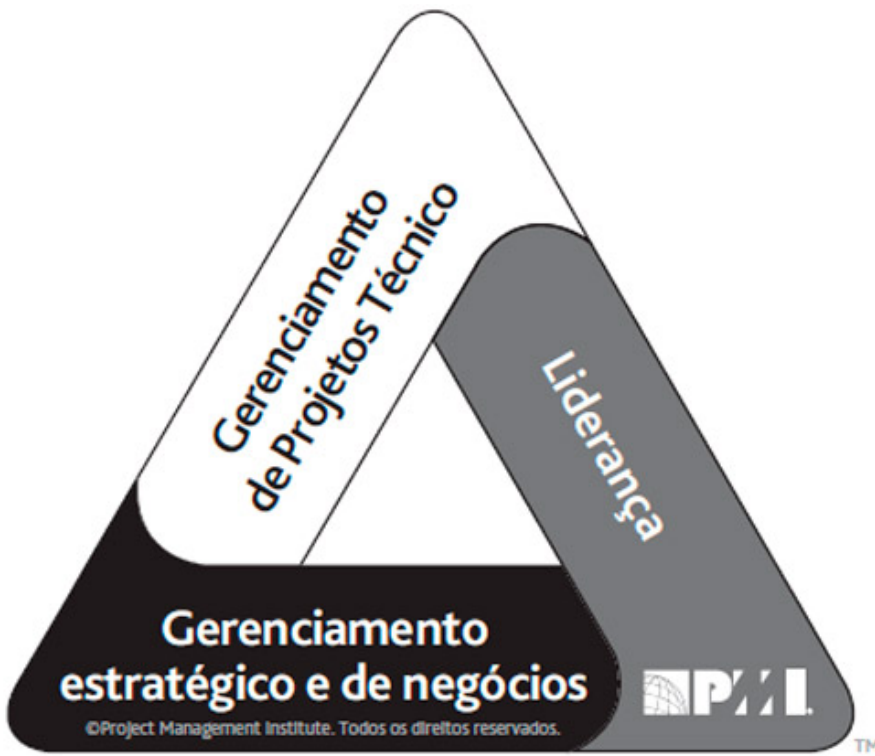 Gerenciamento
de Projetos Técnico
Liderança
Gerenciamento
estratégico e de negócios
©Project Management Institute. Todos os direitos reservados.
PMI.
TM